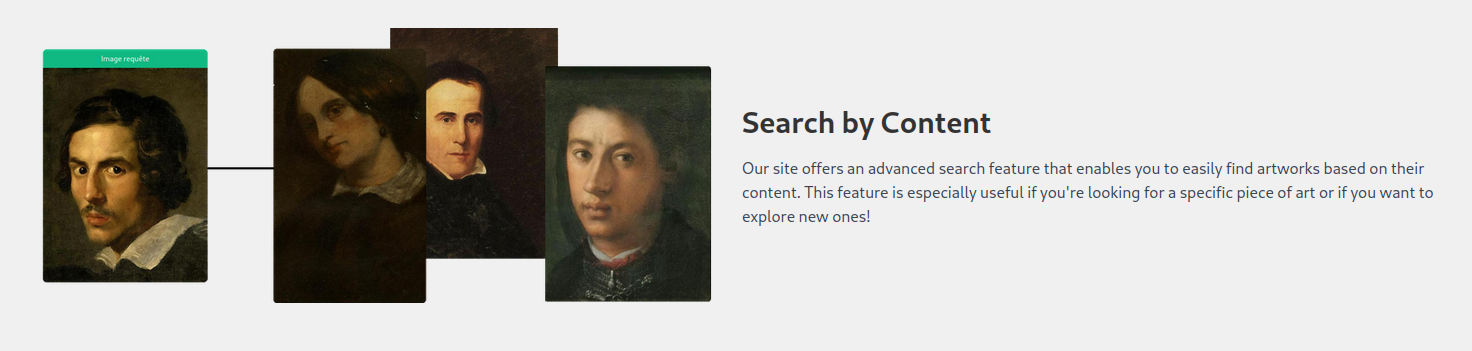 Image requête
Search by Content
Our site offers an advanced search feature that enables you to easily find artworks based on their
content. This feature is especially useful if you're looking for a specific piece of art or if you want to
explore new ones!